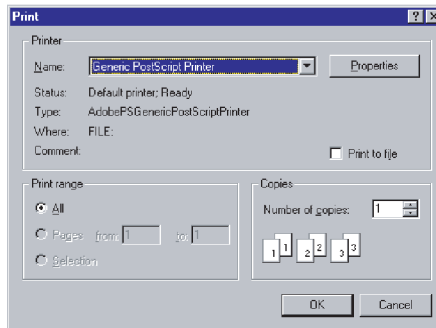 Print
Printer
Name: Generic PostScript Printer Properties
Status: Default printer; Ready
Type: AdobePSGenericPostScriptPrinter
Where: FILE:
Comment: Print to file
Print range
All
Pages from: 1 to: 1
Selection
Copies
Number of copies: 1
1 1 2 2 3 3
OK Cancel